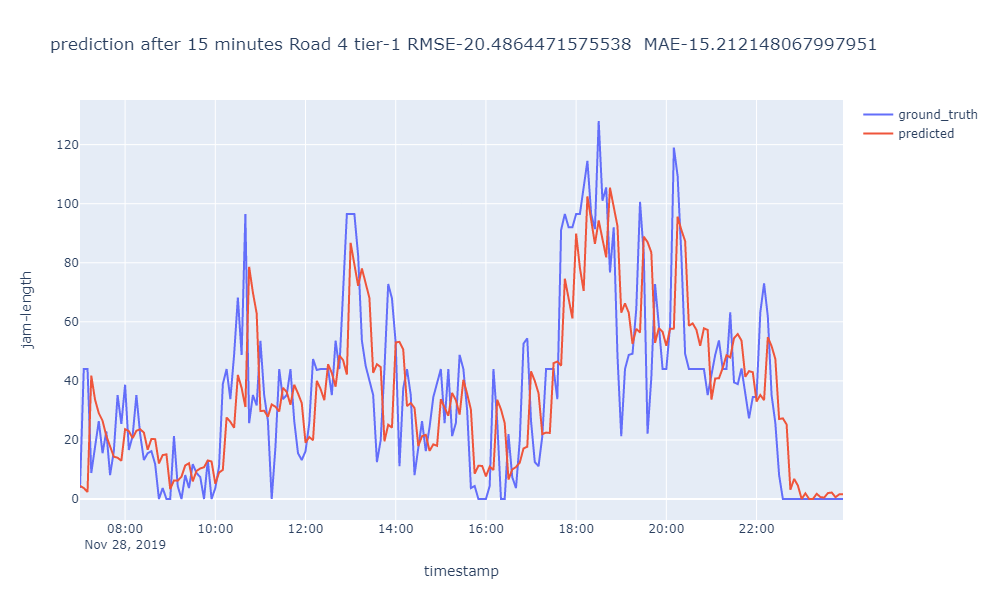 prediction after 15 minutes Road 4 tier-1 RMSE-20.4864471575538  MAE-15.212148067997951
ground_truth
predicted
120
100
80
60
40
20
0
jam-length
08:00 10:00 12:00 14:00 16:00 18:00 20:00 22:00
Nov 28, 2019
timestamp